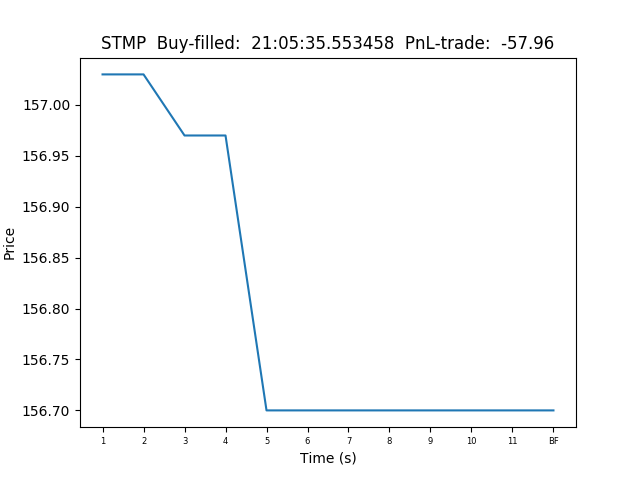 STMP  Buy-filled:  21:05:35.553458  PnL-trade:  -57.96
157.00
156.95
156.90
156.85
156.80
156.75
156.70
Price
1 2 3 4 5 6 7 8 9 10 11 BF
Time (s)